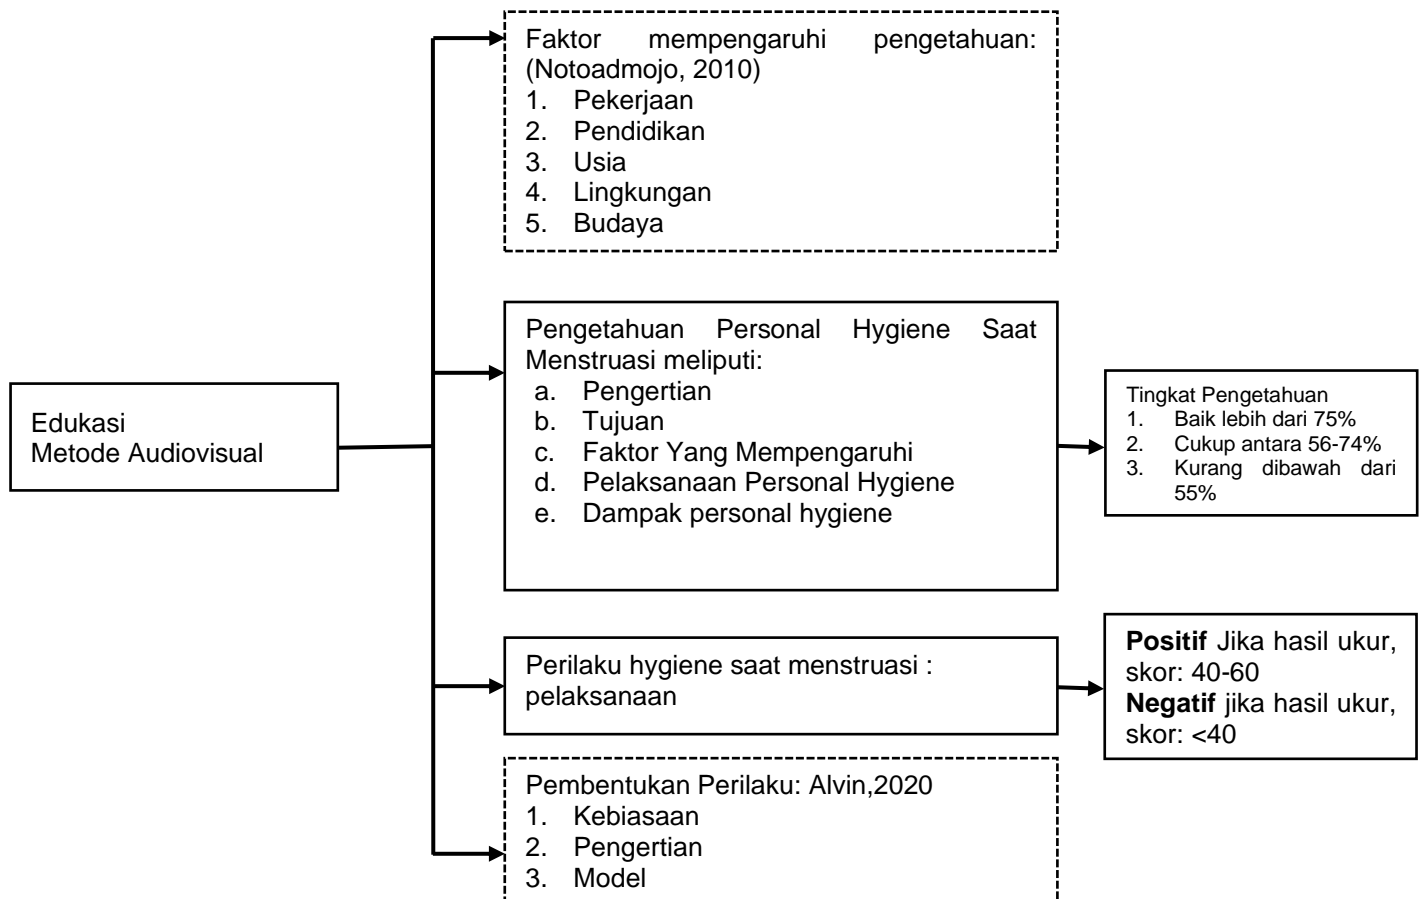 Faktor mempengaruhi pengetahuan:
(Notoadmojo, 2010)
1. Pekerjaan
2. Pendidikan
3. Usia
4. Lingkungan
5. Budaya
Edukasi
Metode Audiovisual
Pengetahuan Personal Hygiene Saat
Menstruasi meliputi:
a. Pengertian
b. Tujuan
c. Faktor Yang Mempengaruhi
d. Pelaksanaan Personal Hygiene
e. Dampak personal hygiene
Tingkat Pengetahuan
1. Baik lebih dari 75%
2. Cukup antara 56-74%
3. Kurang dibawah dari
55%
Perilaku hygiene saat menstruasi :
pelaksanaan
Positif Jika hasil ukur,
skor: 40-60
Negatif jika hasil ukur,
skor: <40
Pembentukan Perilaku: Alvin,2020
1. Kebiasaan
2. Pengertian
3. Model